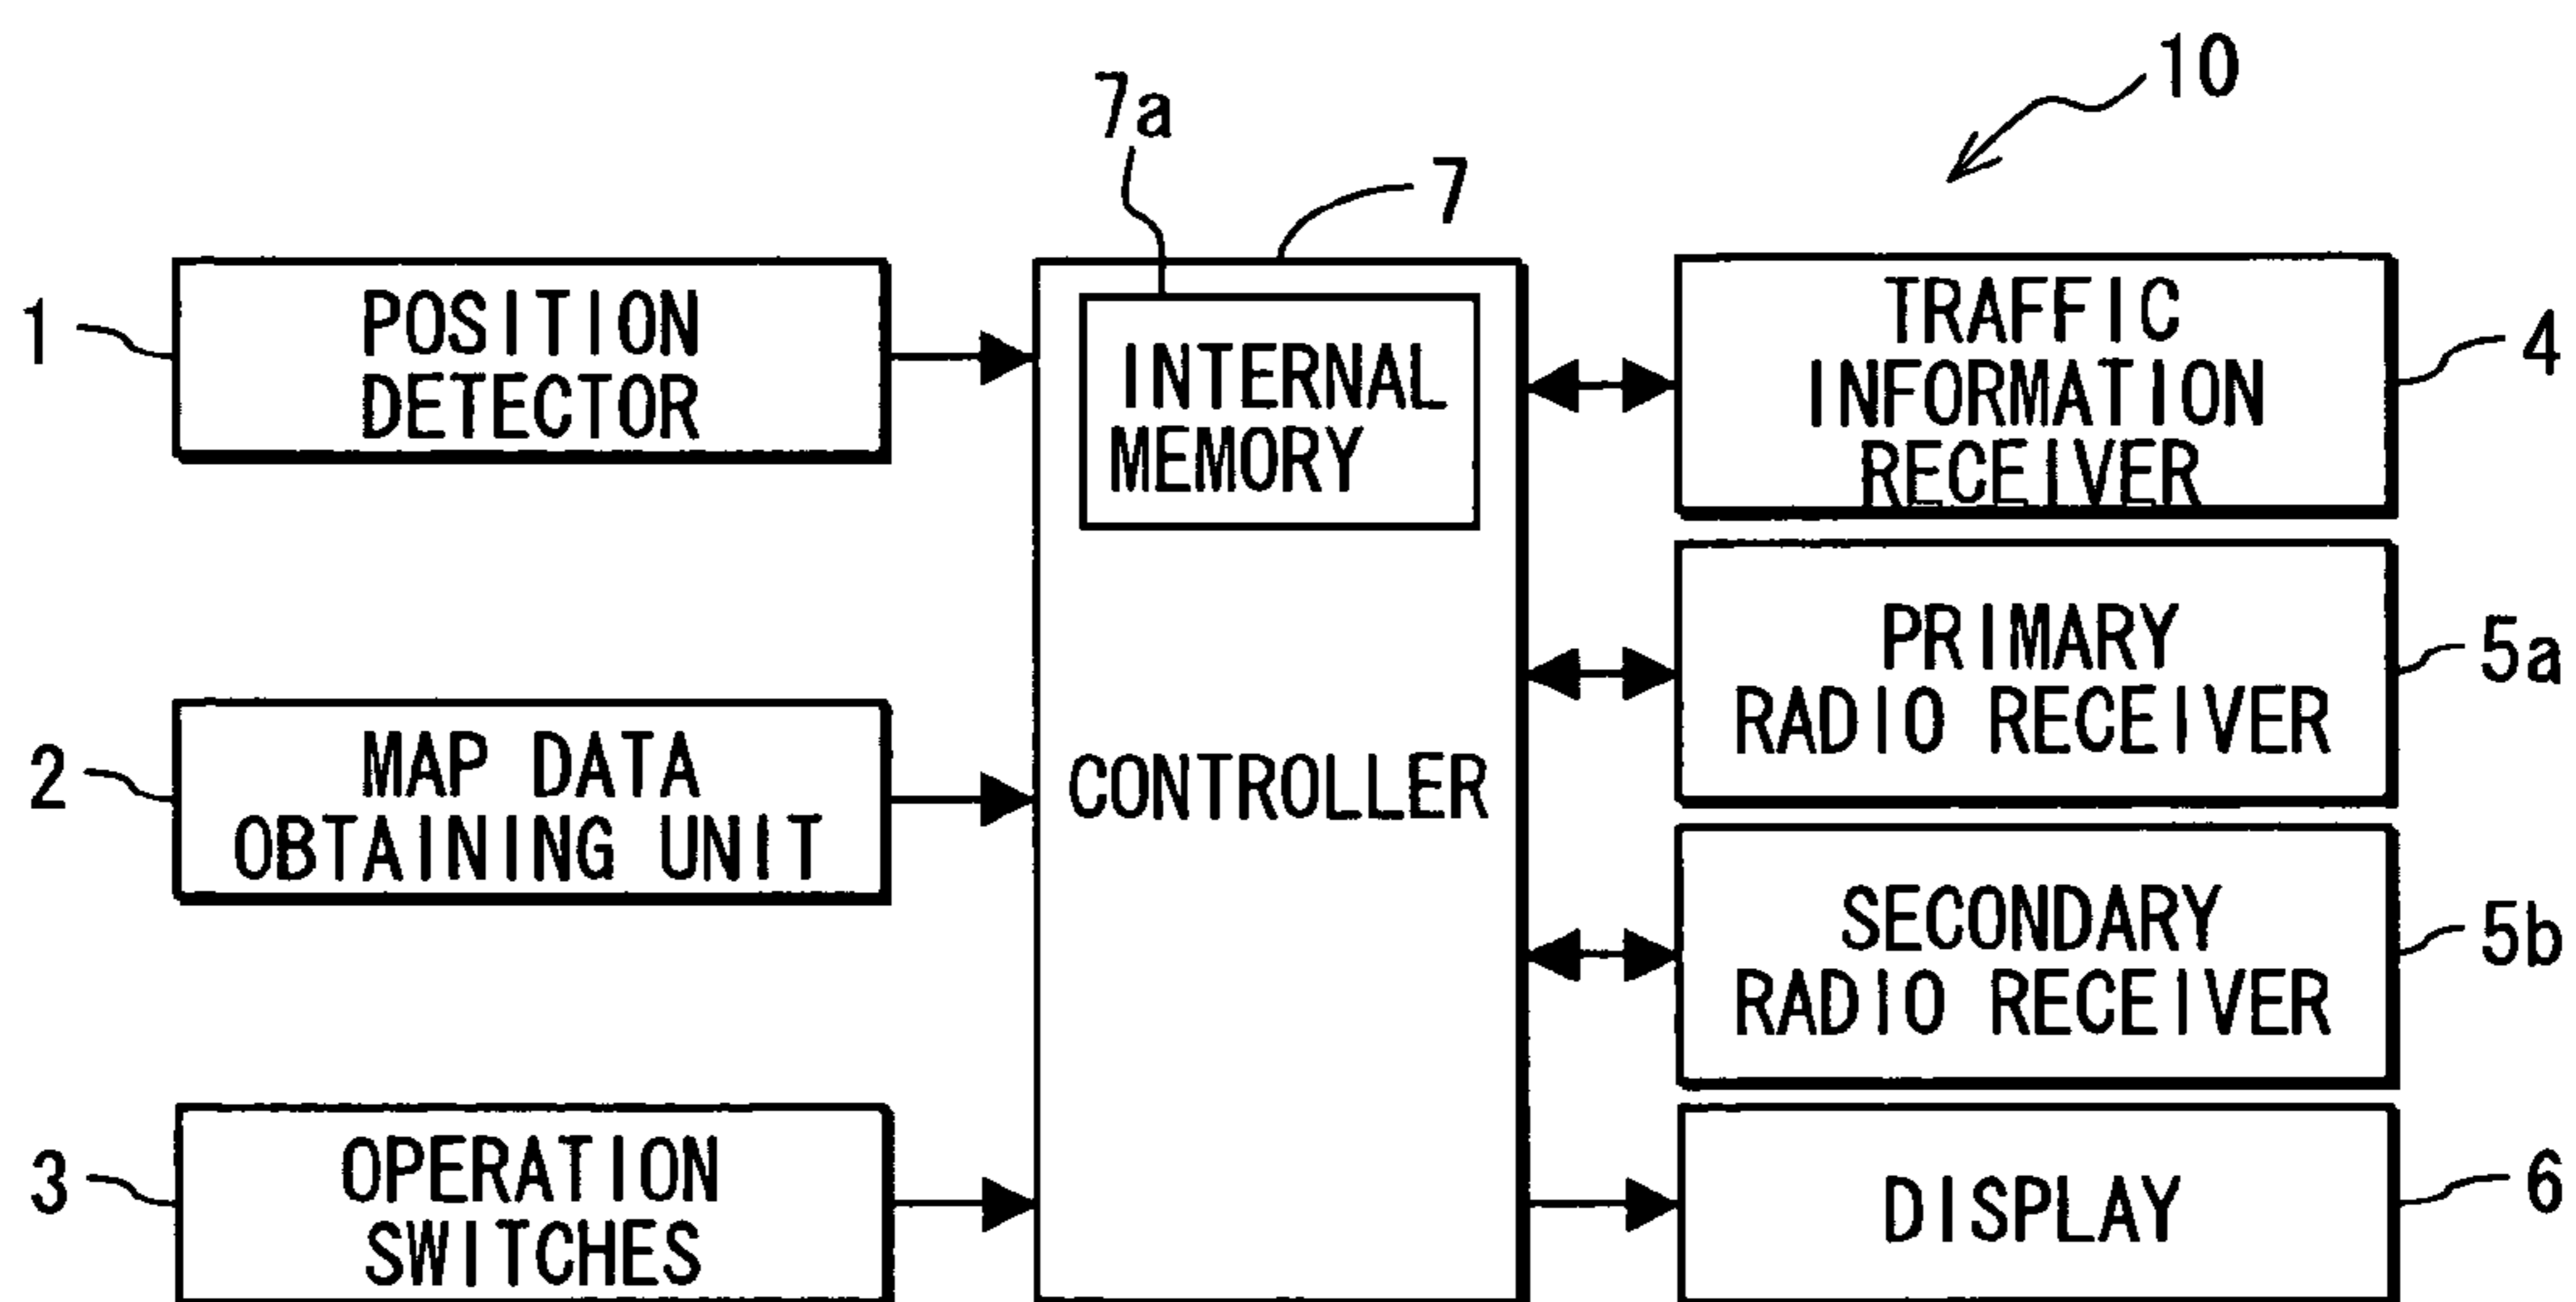 10
7a
7
1
POSITION
DETECTOR
INTERNAL
MEMORY
TRAFFIC
INFORMATION
RECEIVER
4
PRIMARY
RADIO RECEIVER
5a
2
MAP DATA
OBTAINING UNIT
CONTROLLER
SECONDARY
RADIO RECEIVER
5b
3
OPERATION
SWITCHES
DISPLAY
6